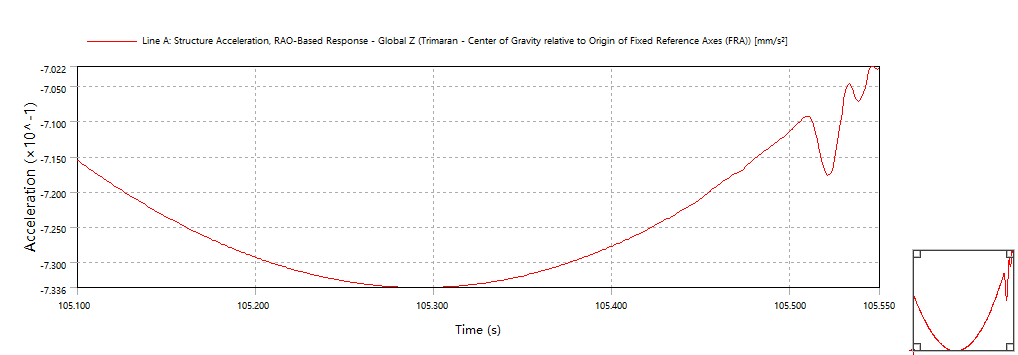 Line A: Structure Acceleration, RAO-Based Response - Global Z (Trimaran - Center of Gravity relative to Origin of Fixed Reference Axes (FRA)) [mm/s²]
-7.022
-7.050
-7.100
-7.150
-7.200
-7.250
-7.300
-7.336
Acceleration (×10^-1)
105.100 105.200 105.300 105.400 105.500 105.550
Time (s)